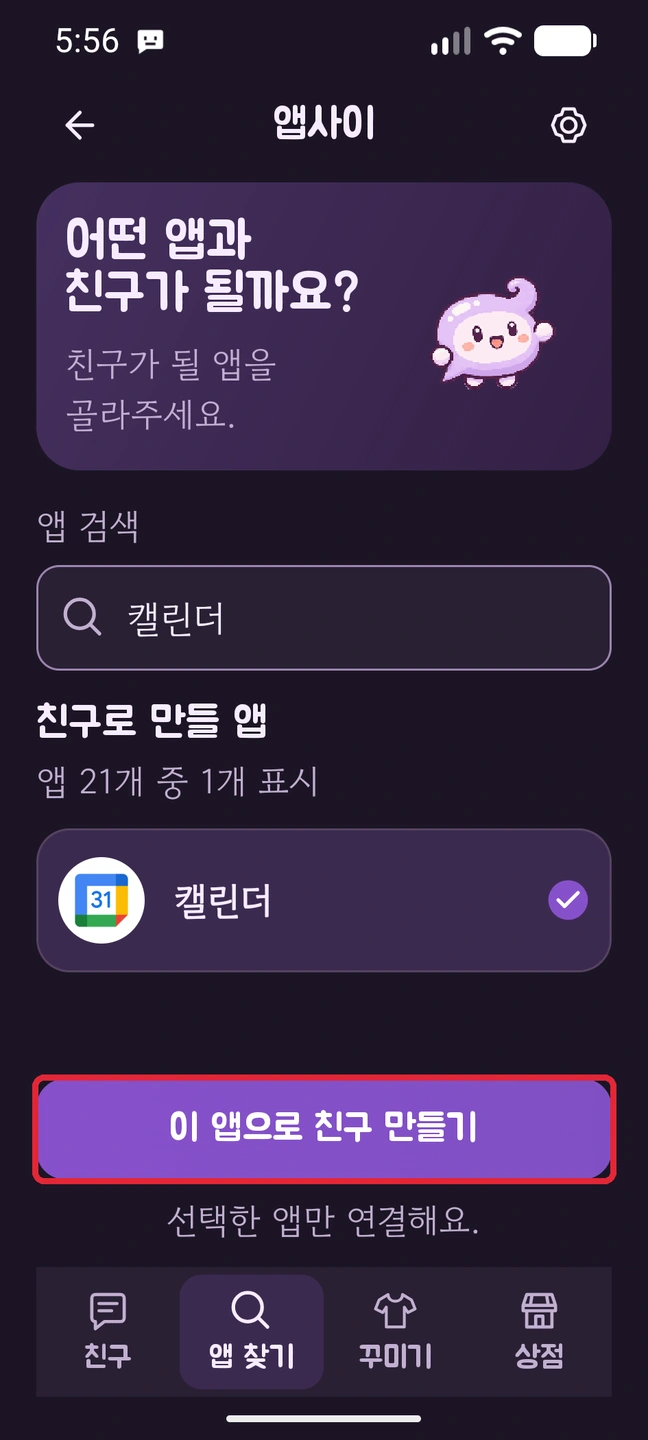 5:56
앱사이
어떤 앱과
친구가 될까요?
친구가 될 앱을
골라주세요.
앱 검색
캘린더
친구로 만들 앱
앱 21개 중 1개 표시
31
캘린더
이 앱으로 친구 만들기
선택한 앱만 연결해요.
친구
앱 찾기
꾸미기
상점